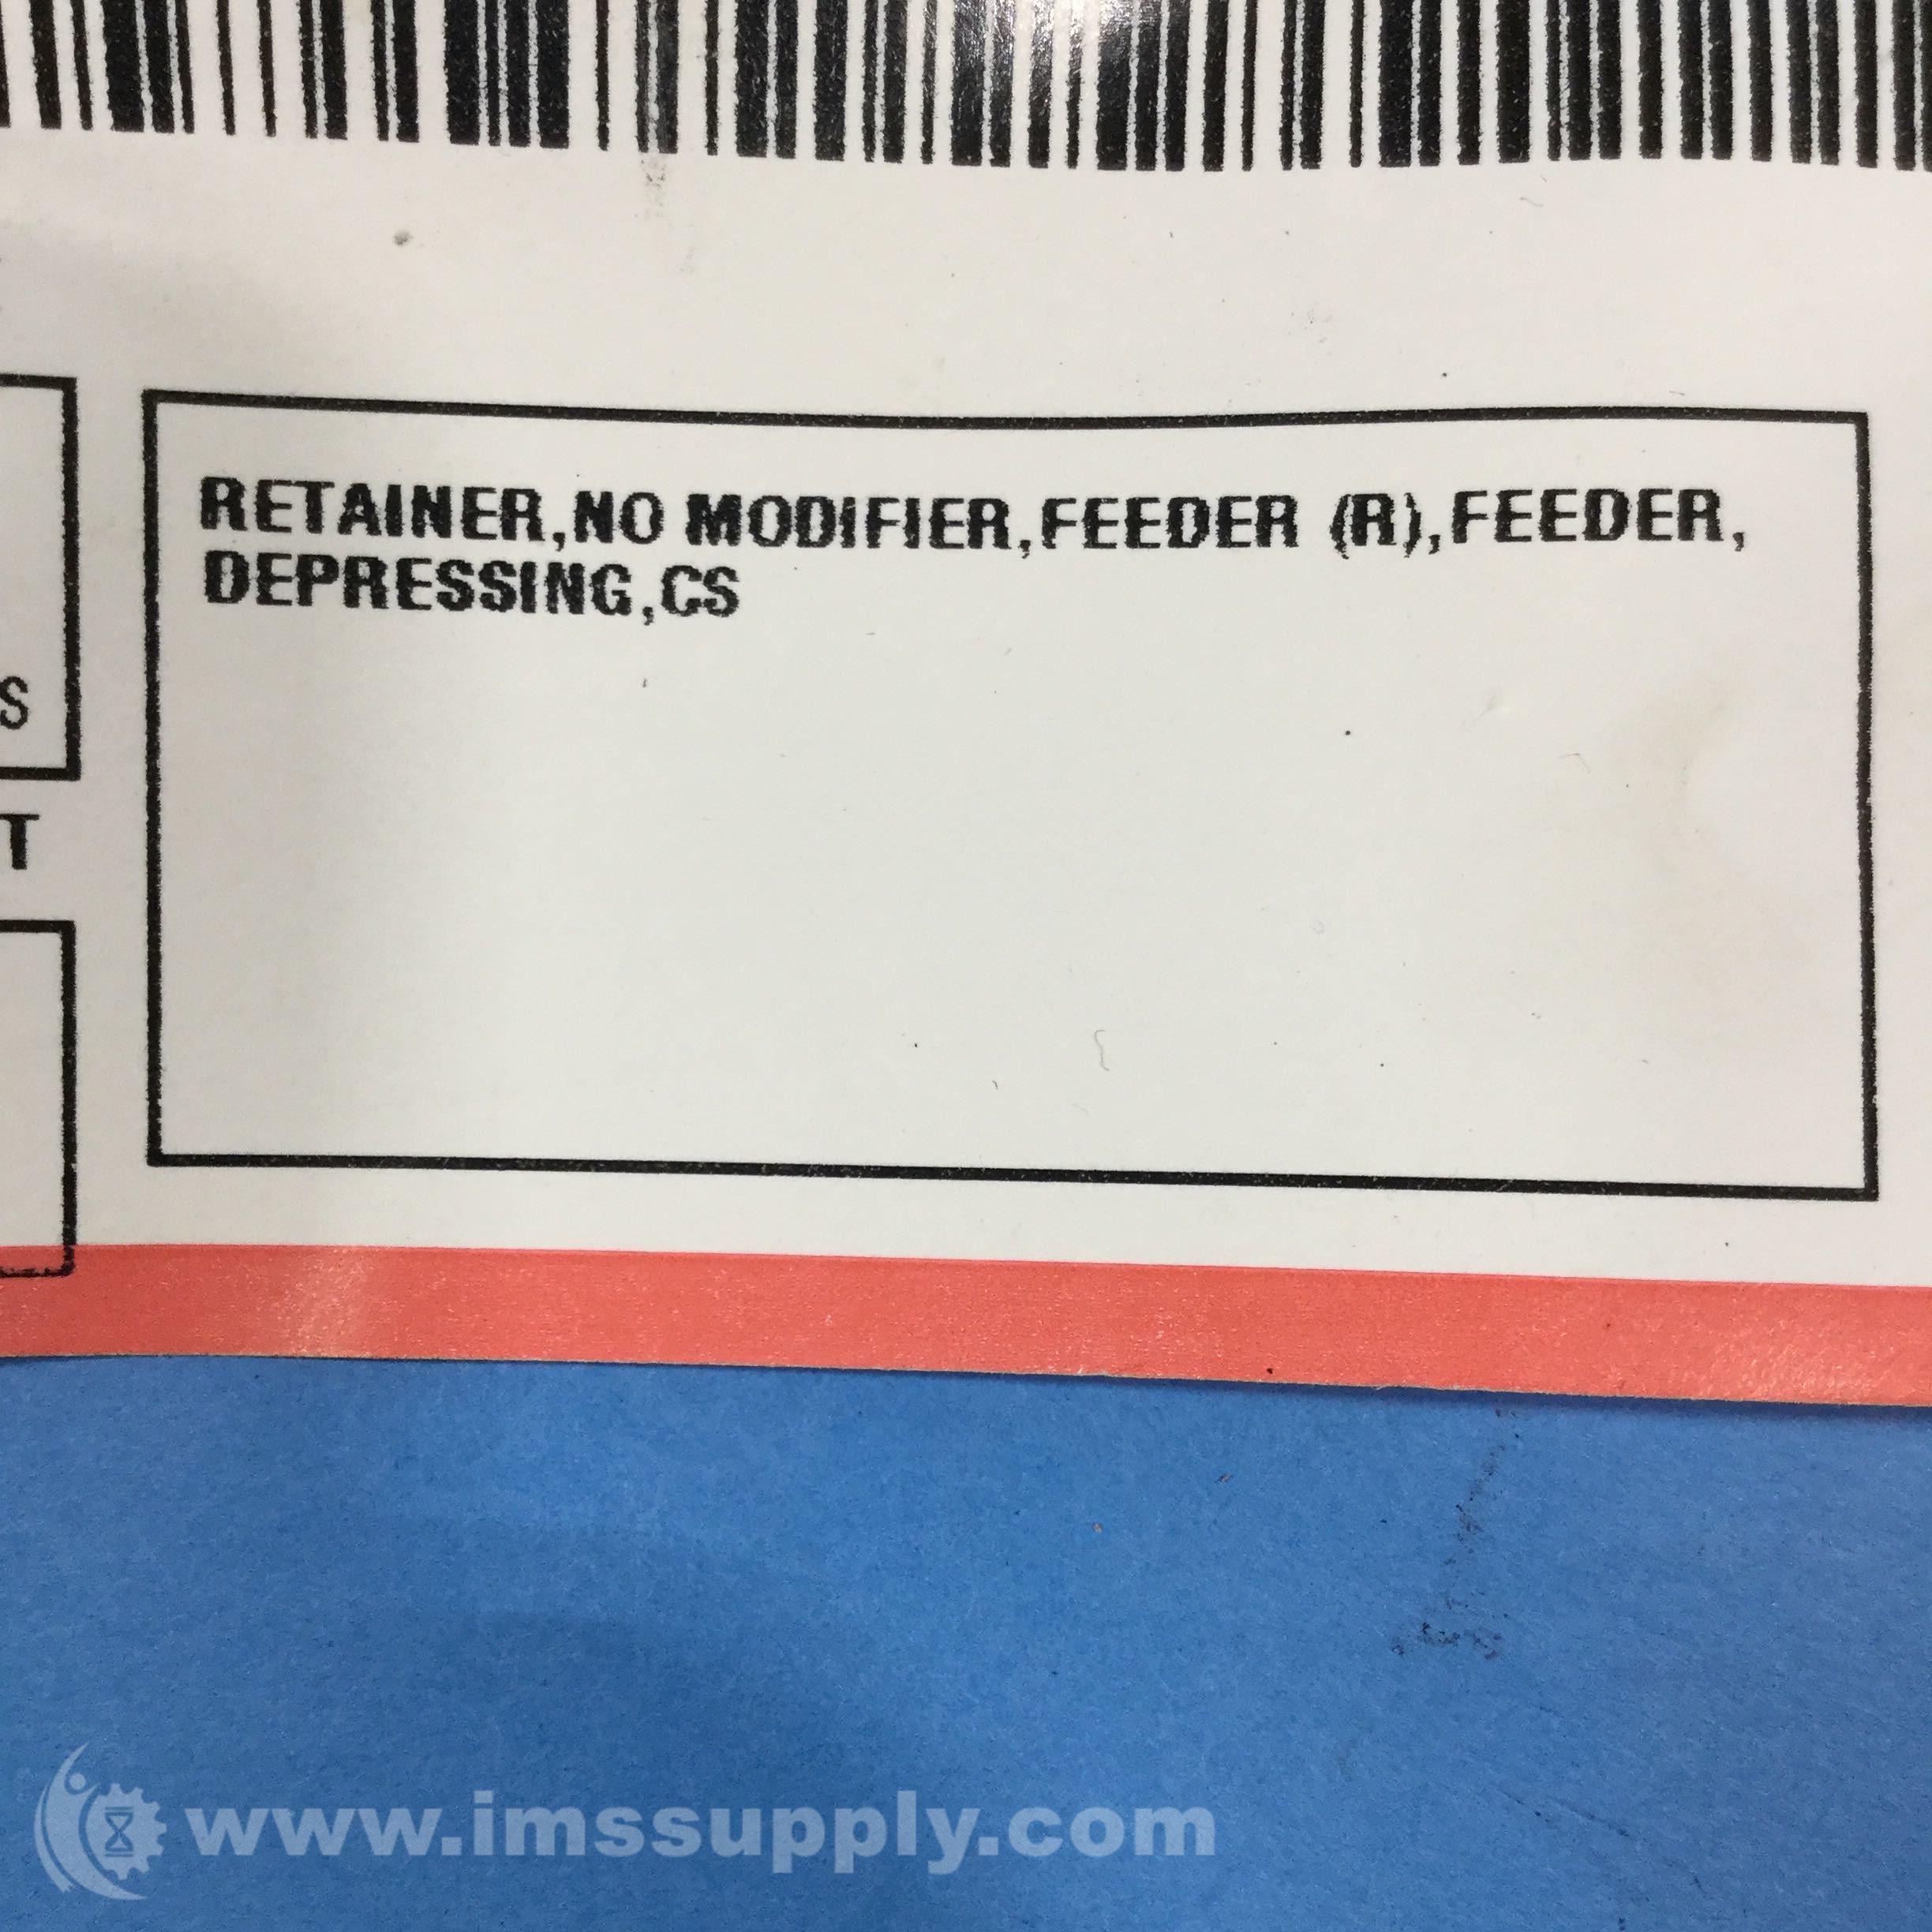 RETAINER,NO MODIFIER,FEEDER (R),FEEDER,
DEPRESSING,CS
S
T
www.imssupply.com